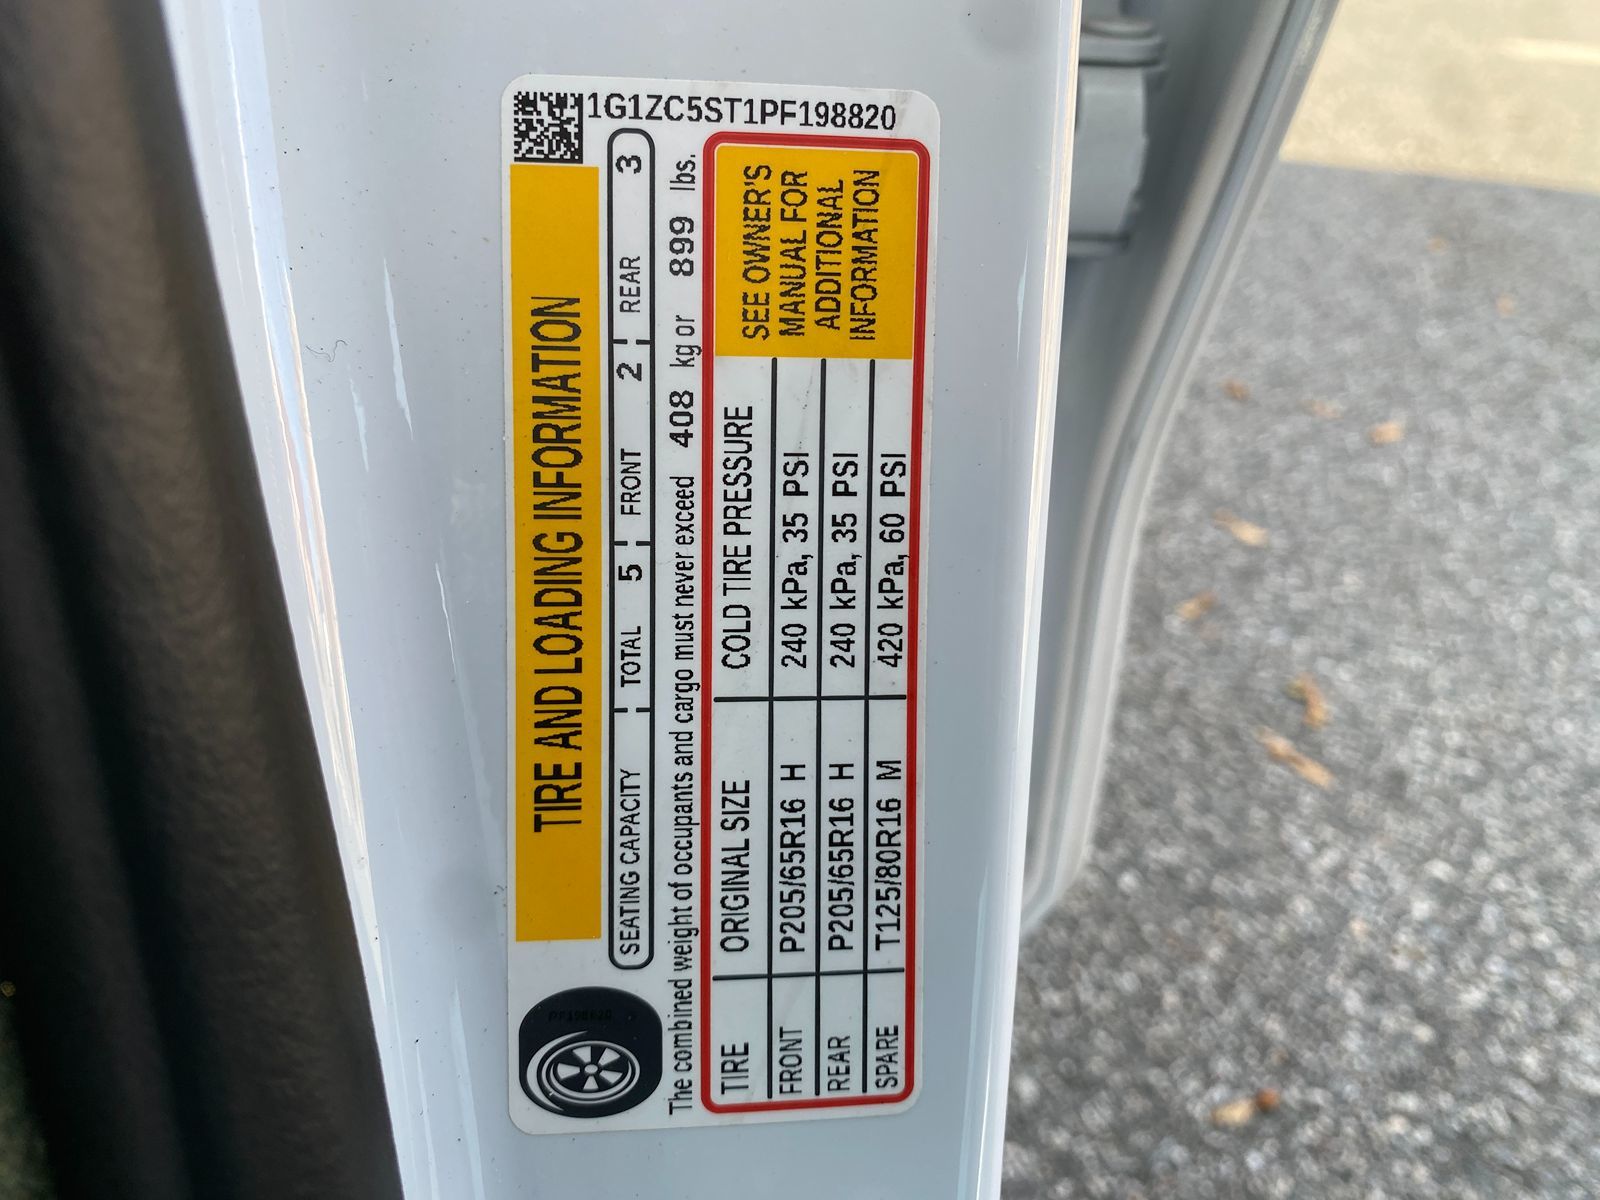 1G1ZC5ST1PF198820
TIRE AND LOADING INFORMATION
SEATING CAPACITY TOTAL 5 FRONT 2 REAR 3
The combined weight of occupants and cargo must never exceed 408 kg or 899 lbs.
TIRE ORIGINAL SIZE COLD TIRE PRESSURE
FRONT P205/65R16 H 240 kPa, 35 PSI
REAR P205/65R16 H 240 kPa, 35 PSI
SPARE T125/80R16 M 420 kPa, 60 PSI
SEE OWNER'S
MANUAL FOR
ADDITIONAL
INFORMATION
PF198820